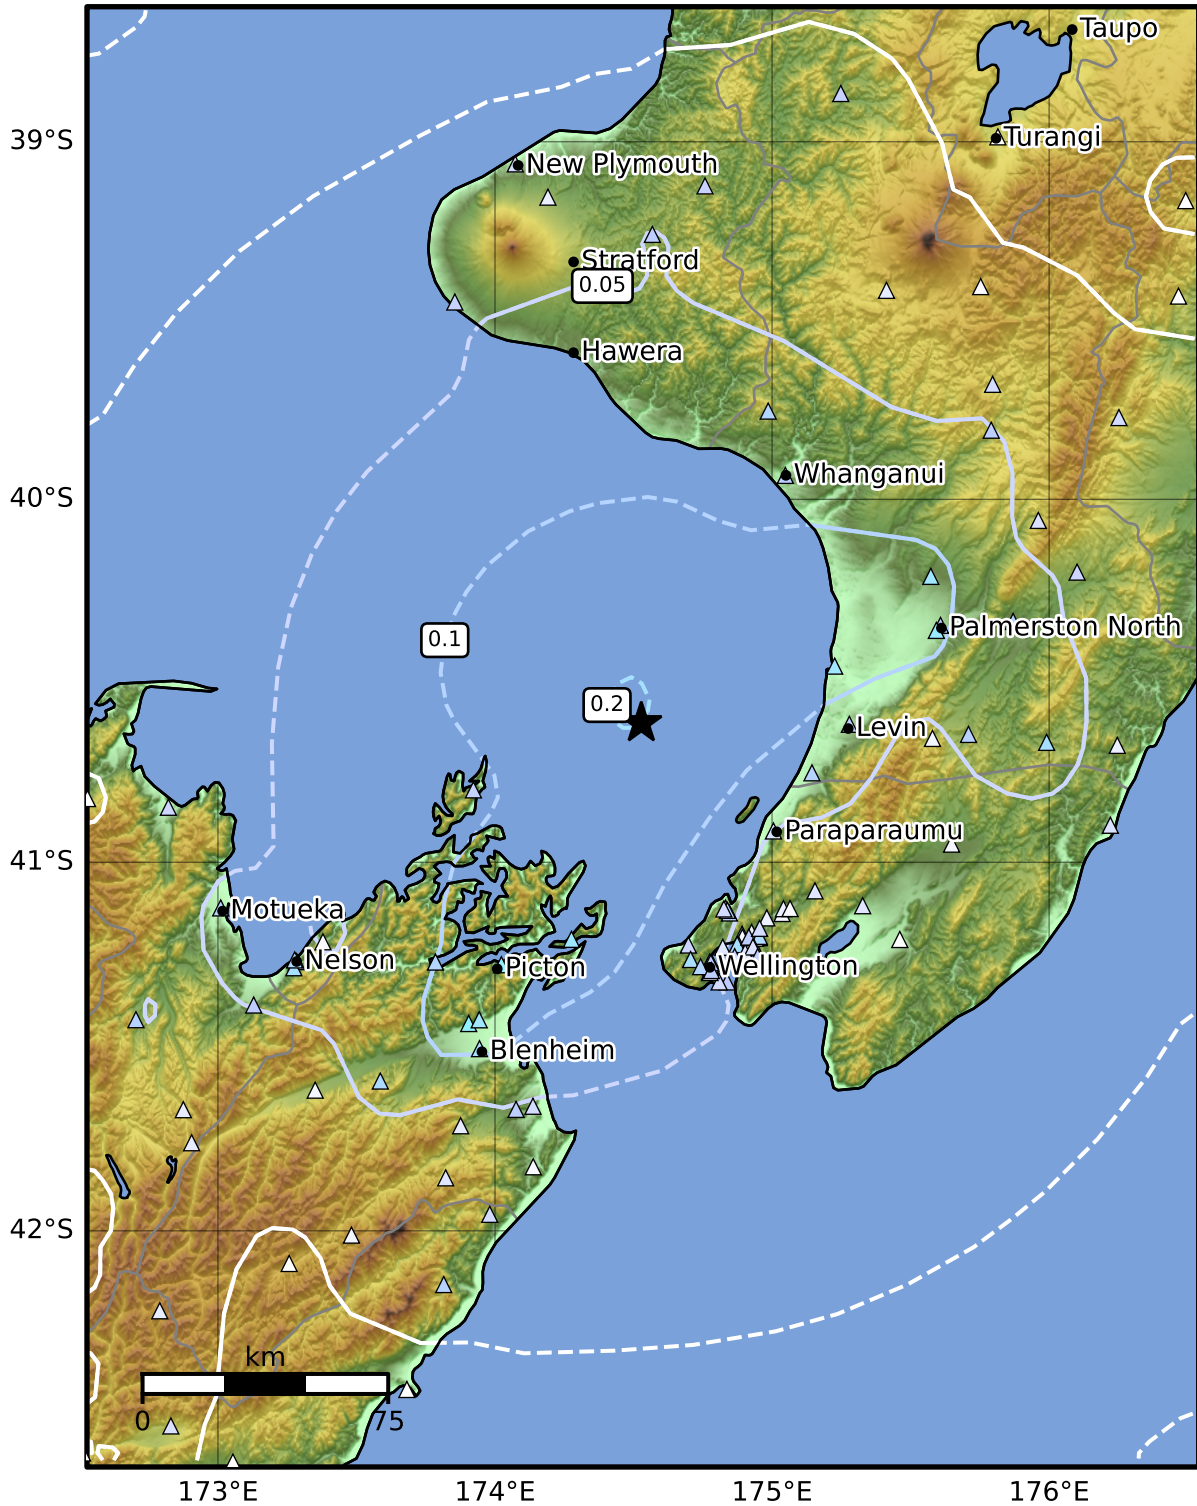 Taupo
39°S
Turangi
New Plymouth
Stratford
0.05
Hawera
Whanganui
40°S
Palmerston North
0.1
0.2
Levin
Paraparaumu
41°S
Motueka
Nelson
Picton
Wellington
Blenheim
42°S
km
0
75
173°E
174°E
175°E
176°E